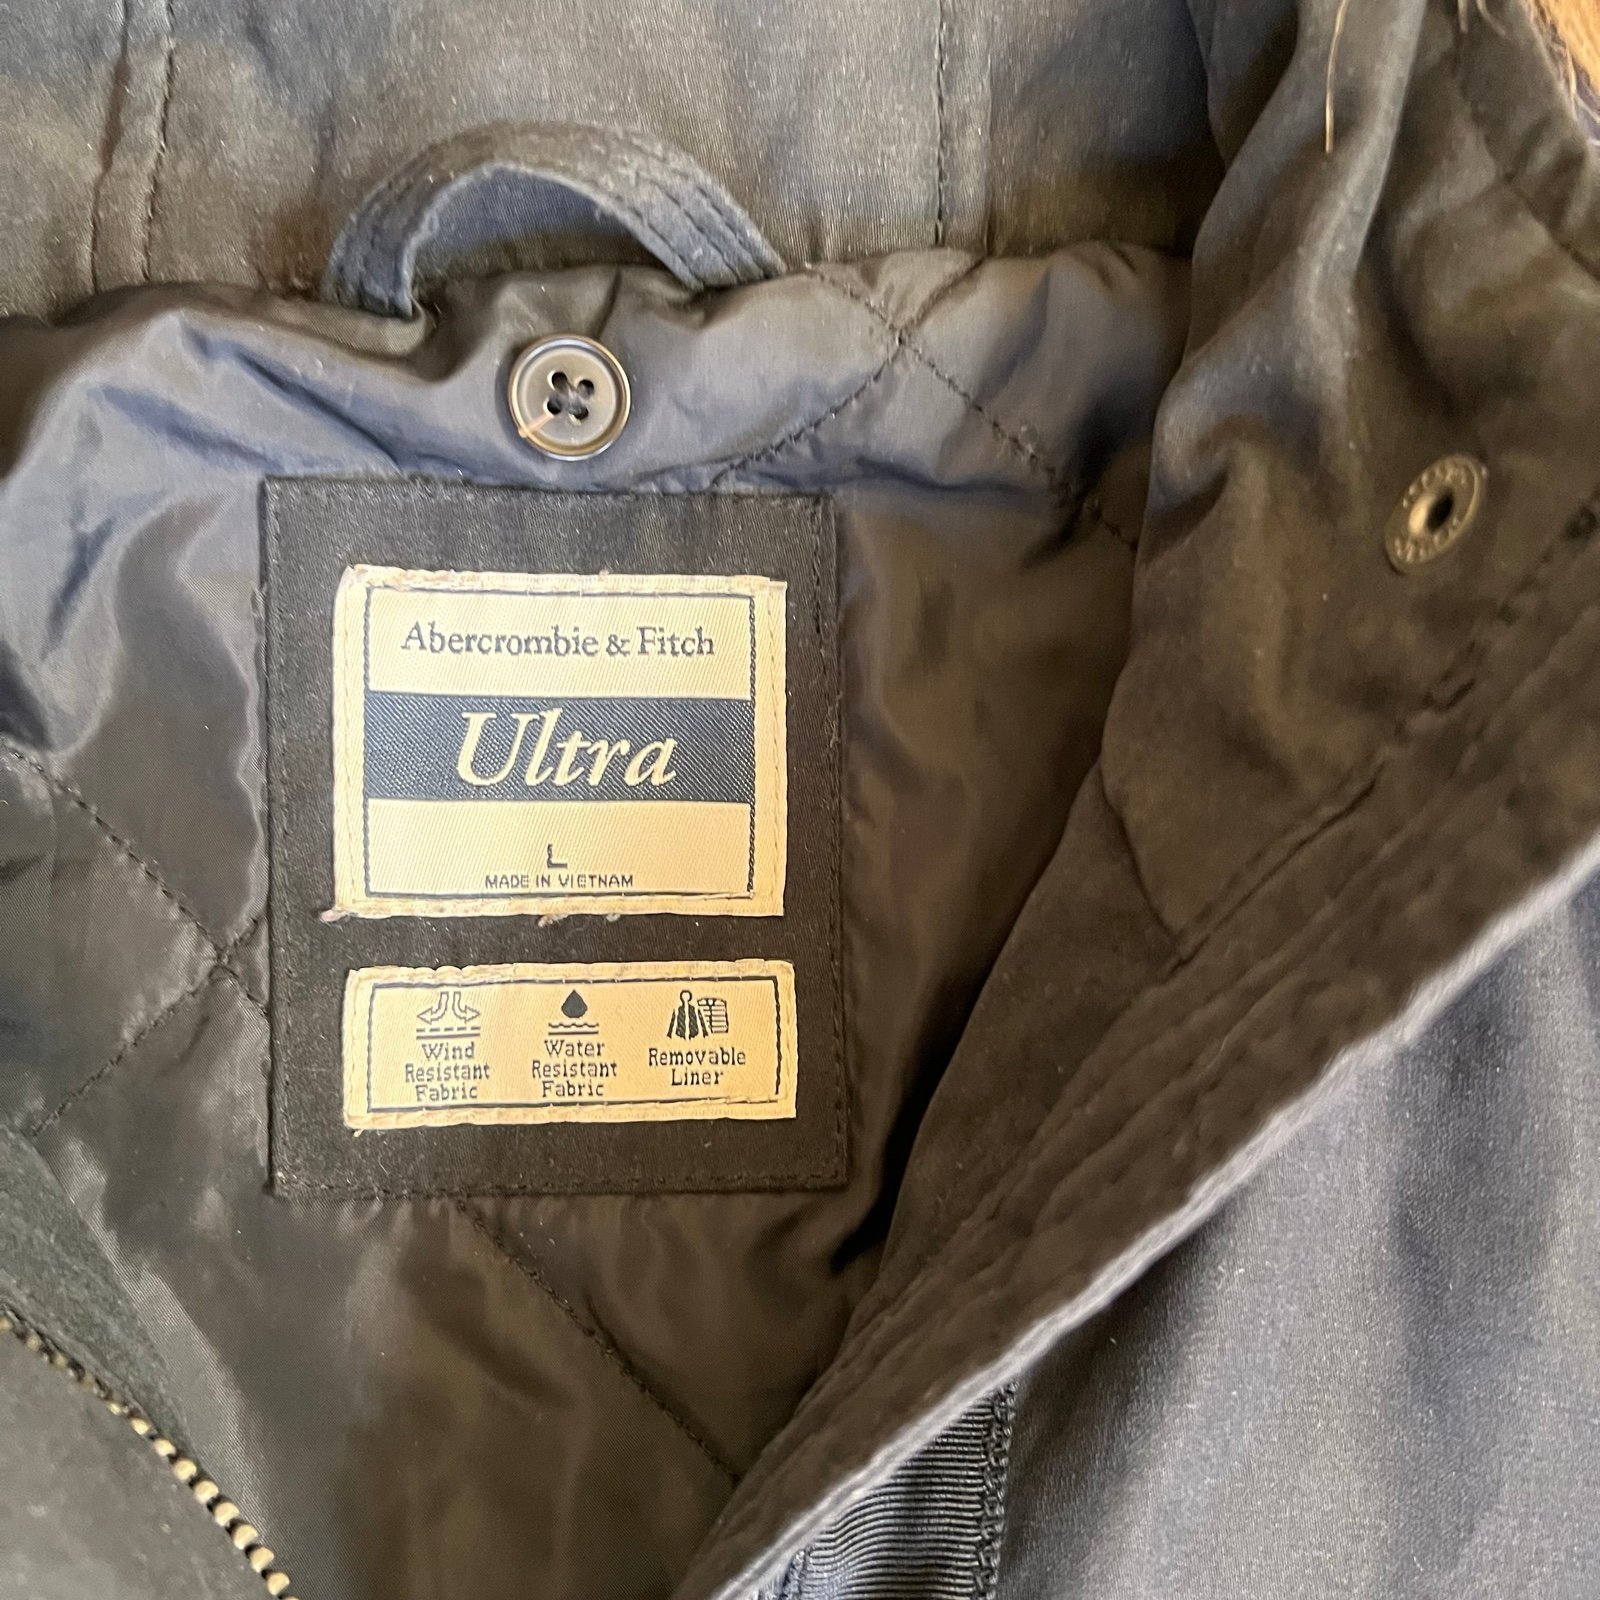 Abercrombie & Fitch
Ultra
L
MADE IN VIETNAM
Wind
Resistant
Fabric
Water
Resistant
Fabric
Removable
Liner